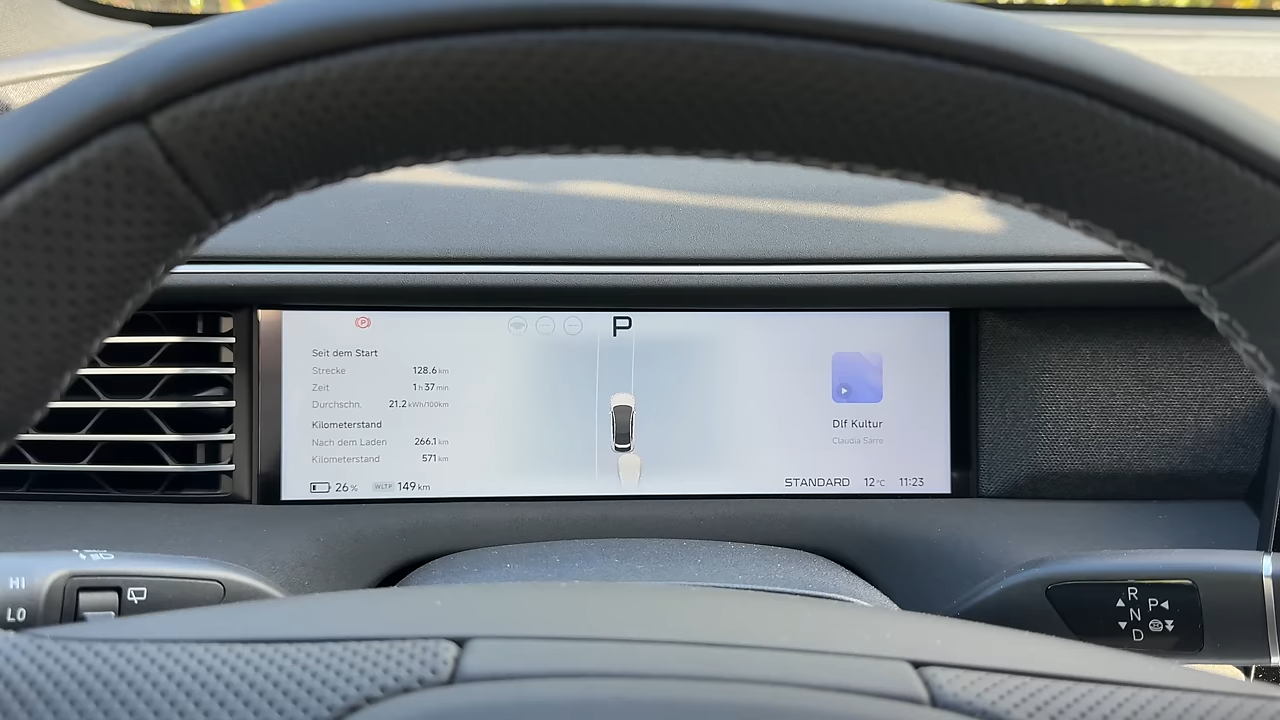 P
P
Seit dem Start
Strecke 128.6 km
Zeit 1 h 37 min
Durchschn. 21.2 kWh/100km
Kilometerstand
Nach dem Laden 266.1 km
Kilometerstand 571 km
26 % WLTP 149 km
Dlf Kultur
Claudia Sarre
STANDARD 12 °C 11:23
HI
LO
R
N P
D